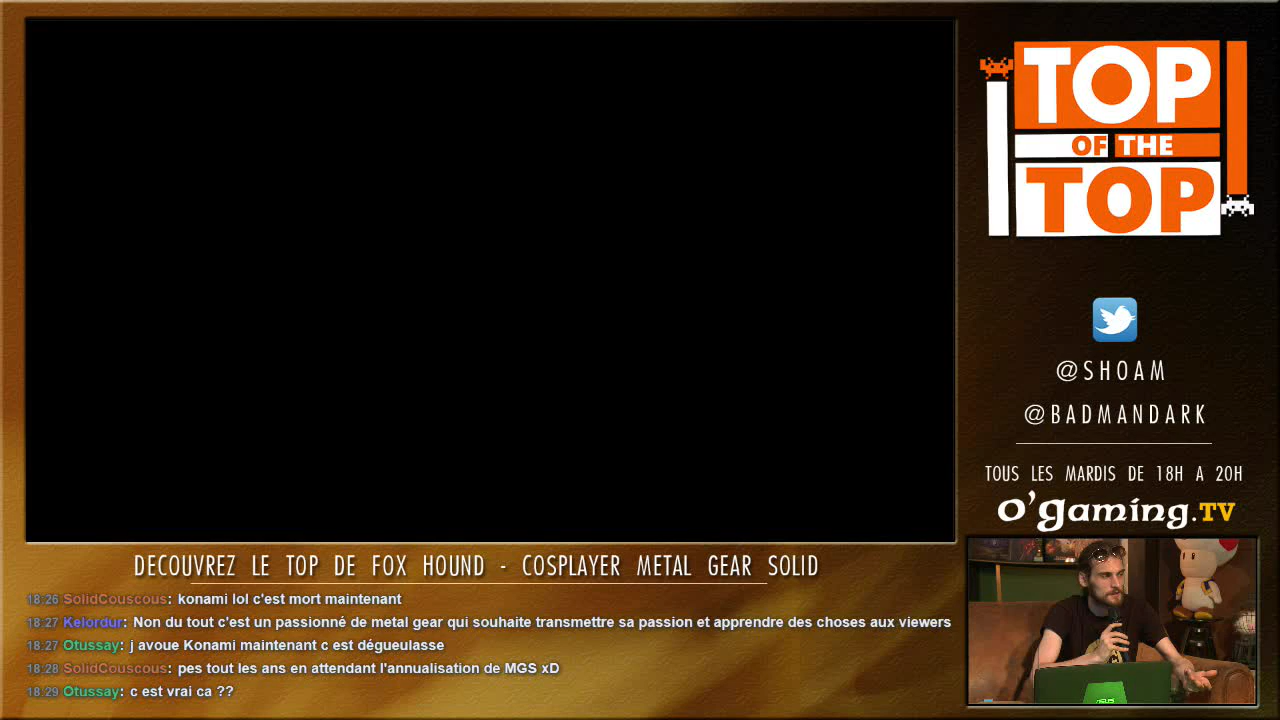 TOP
OF THE
TOP
@SHOAM
@BADMANDARK
TOUS LES MARDIS DE 18H A 20H
O'gaming.TV
DECOUVREZ LE TOP DE FOX HOUND - COSPLAYER METAL GEAR SOLID
18:26 SolidCouscous: konami lol c'est mort maintenant
18:27 Kelordur: Non du tout c'est un passionné de metal gear qui souhaite transmettre sa passion et apprendre des choses aux viewers
18:27 Otussay: j avoue Konami maintenant c est dégueulasse
18:28 SolidCouscous: pes tout les ans en attendant l'annualisation de MGS xD
18:29 Otussay: c est vrai ca ??